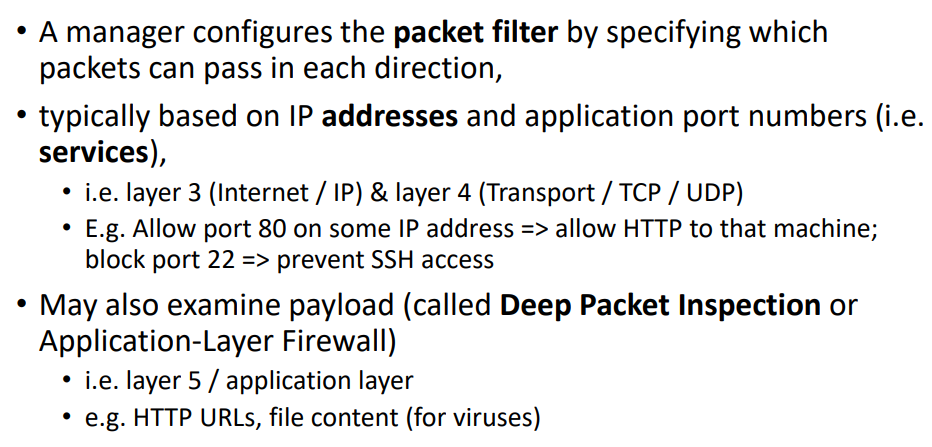 • A manager configures the packet filter by specifying which
packets can pass in each direction,
• typically based on IP addresses and application port numbers (i.e.
services),
• i.e. layer 3 (Internet / IP) & layer 4 (Transport / TCP / UDP)
• E.g. Allow port 80 on some IP address => allow HTTP to that machine;
block port 22 => prevent SSH access
• May also examine payload (called Deep Packet Inspection or
Application-Layer Firewall)
• i.e. layer 5 / application layer
• e.g. HTTP URLs, file content (for viruses)